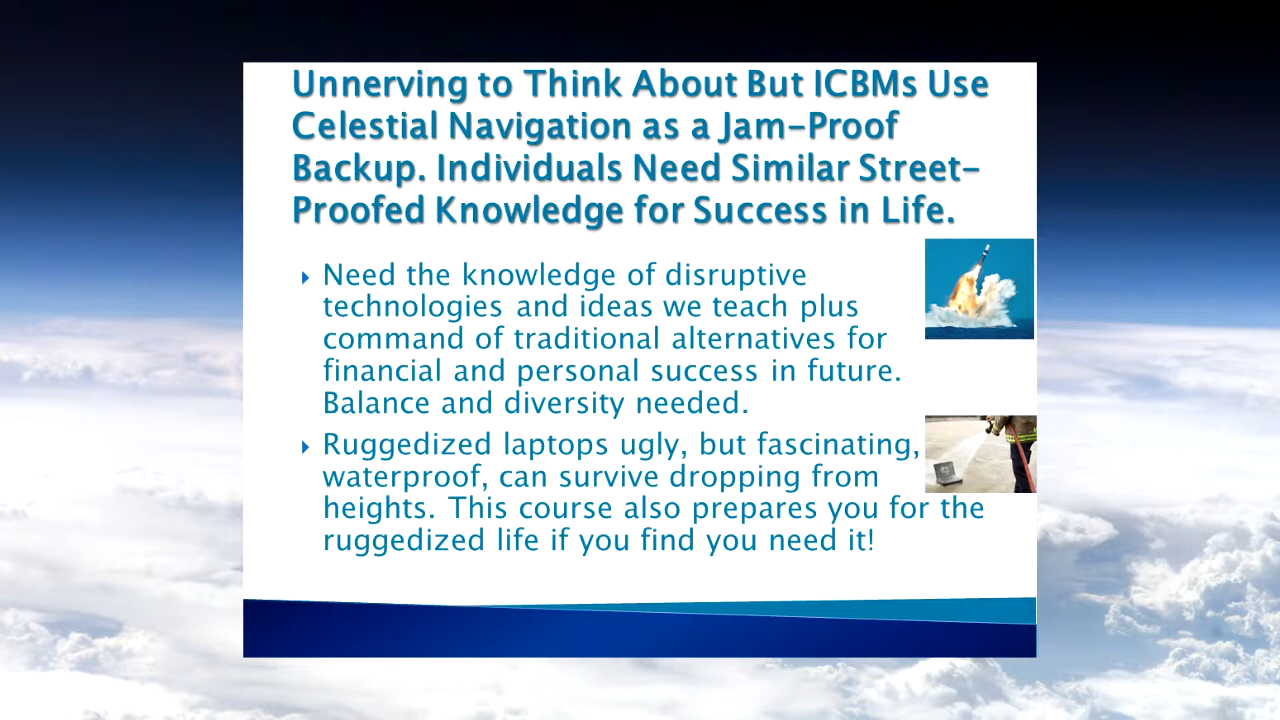 Unnerving to Think About But ICBMs Use
Celestial Navigation as a Jam-Proof
Backup. Individuals Need Similar Street-
Proofed Knowledge for Success in Life.
Need the knowledge of disruptive
technologies and ideas we teach plus
command of traditional alternatives for
financial and personal success in future.
Balance and diversity needed.
Ruggedized laptops ugly, but fascinating,
waterproof, can survive dropping from
heights. This course also prepares you for the
ruggedized life if you find you need it!